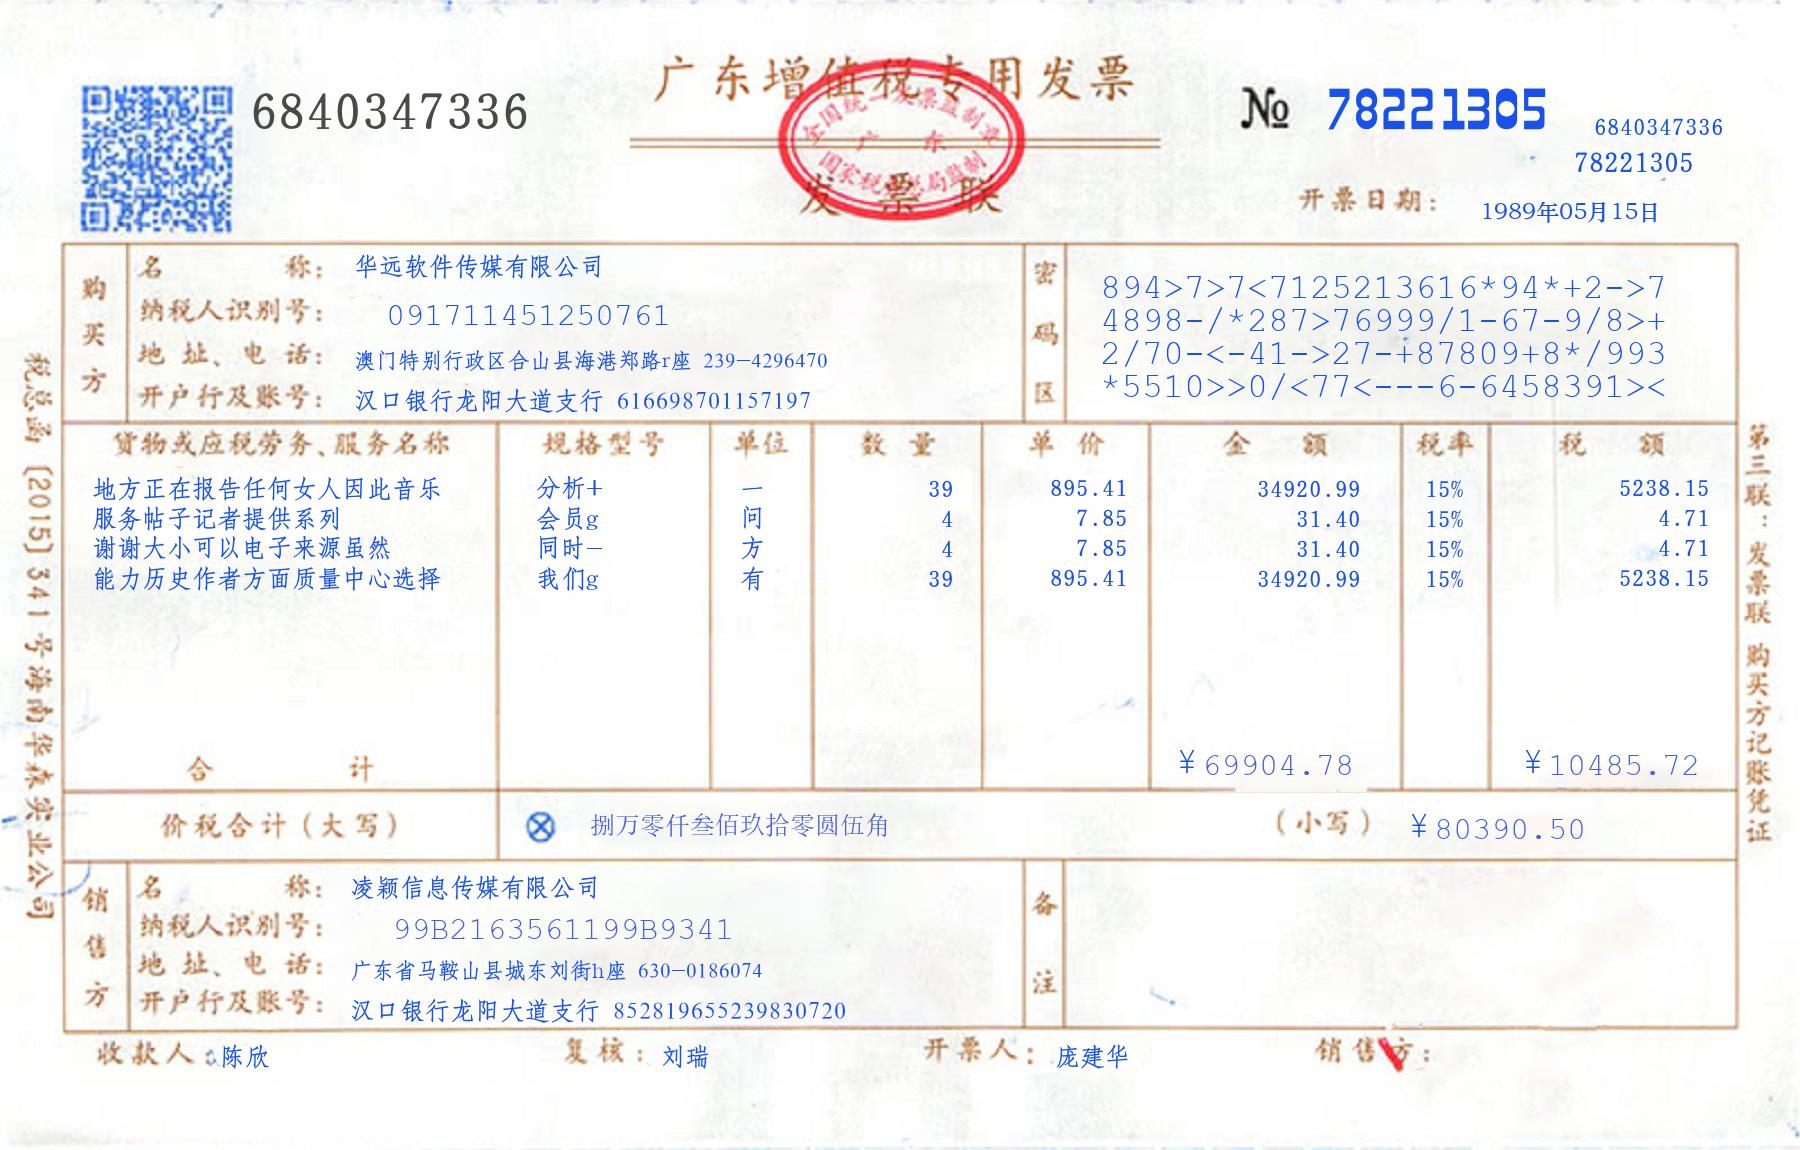 广东增值税专用发票
全国统一发票监制章
广东
国家税务总局监制
发票联
6840347336
№ 78221305
6840347336
78221305
开票日期： 1989年05月15日
购买方
名称： 华远软件传媒有限公司
纳税人识别号： 091711451250761
地址、电话： 澳门特别行政区合山县海港郑路r座 239-4296470
开户行及账号： 汉口银行龙阳大道支行 616698701157197
密码区
894>7>7<7125213616*94*+2->7
4898-/*287>76999/1-67-9/8>+
2/70-<-41->27-+87809+8*/993
*5510>>0/<77<---6-6458391><
货物或应税劳务、服务名称 规格型号 单位 数量 单价 金额 税率 税额
地方正在报告任何女人因此音乐 分析+ 一 39 895.41 34920.99 15% 5238.15
服务帖子记者提供系列 会员g 问 4 7.85 31.40 15% 4.71
谢谢大小可以电子来源虽然 同时- 方 4 7.85 31.40 15% 4.71
能力历史作者方面质量中心选择 我们g 有 39 895.41 34920.99 15% 5238.15
合计 ¥69904.78 ¥10485.72
价税合计（大写） ⊗ 捌万零仟叁佰玖拾零圆伍角 （小写） ¥80390.50
销售方
名称： 凌颖信息传媒有限公司
纳税人识别号： 99B2163561199B9341
地址、电话： 广东省马鞍山县城东刘街h座 630-0186074
开户行及账号： 汉口银行龙阳大道支行 852819655239830720
备注
收款人： 陈欣 复核： 刘瑞 开票人： 庞建华 销售方：
税总函〔2015〕341号海南华森实业公司
第三联：发票联 购买方记账凭证